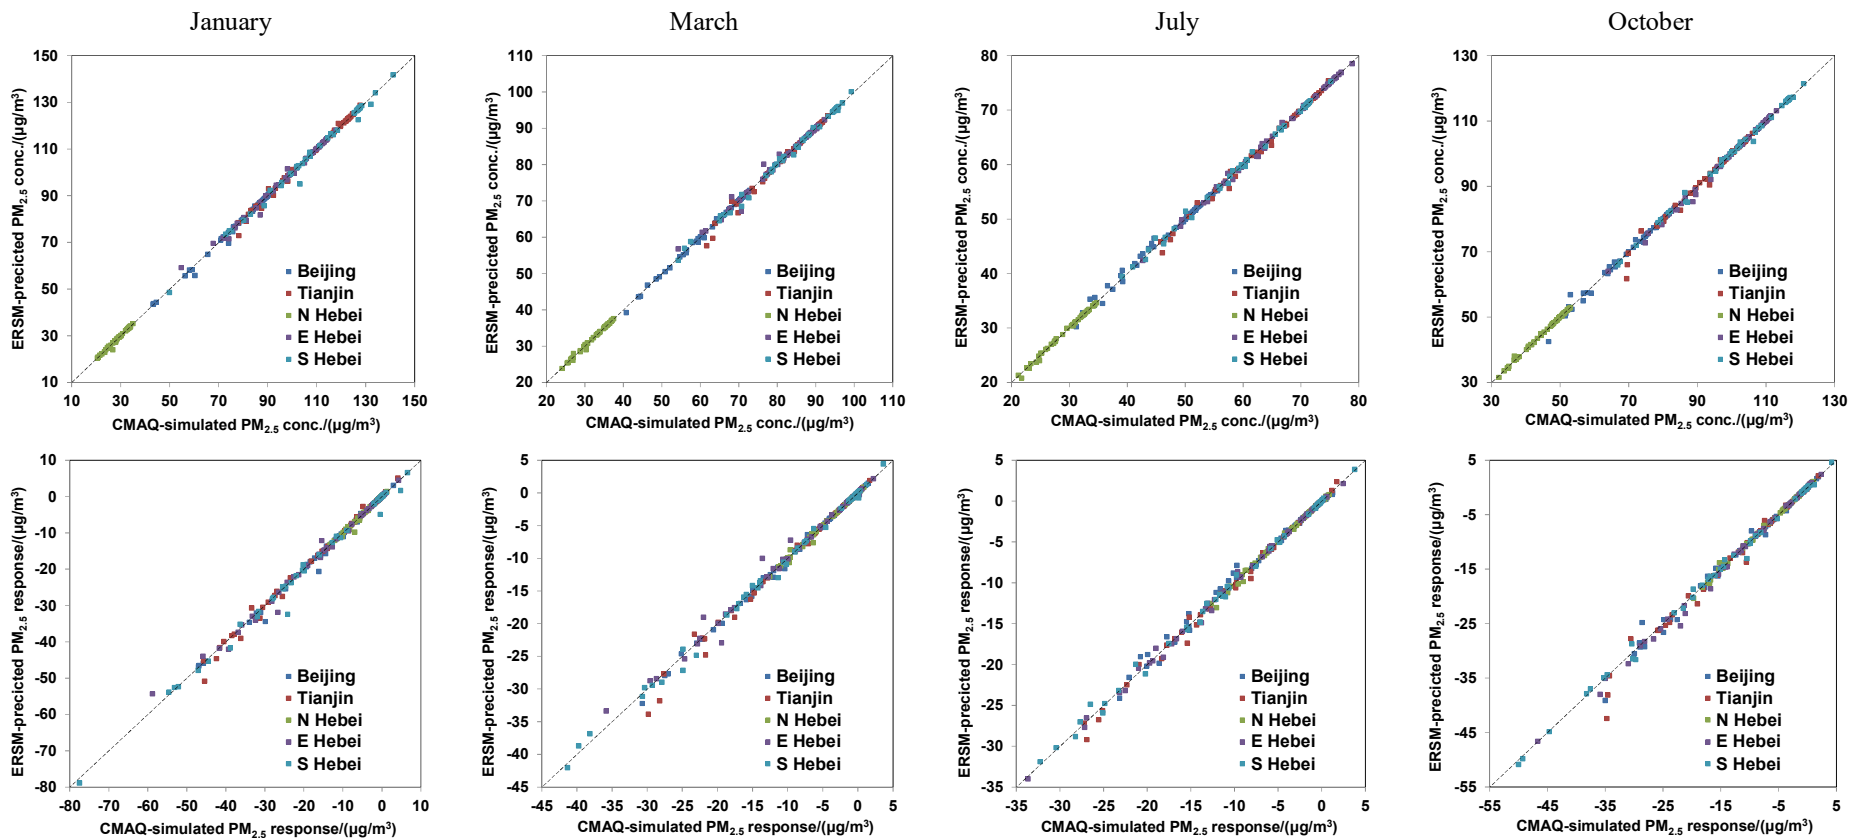 January
March
July
October
ERSM-precicted PM2.5 conc./(μg/m³)
150
130
110
90
70
50
30
10
Beijing
Tianjin
N Hebei
E Hebei
S Hebei
10 30 50 70 90 110 130 150
CMAQ-simulated PM2.5 conc./(μg/m³)
ERSM-precicted PM2.5 conc./(μg/m³)
110
100
90
80
70
60
50
40
30
20
Beijing
Tianjin
N Hebei
E Hebei
S Hebei
20 30 40 50 60 70 80 90 100 110
CMAQ-simulated PM2.5 conc./(μg/m³)
ERSM-precicted PM2.5 conc./(μg/m³)
80
70
60
50
40
30
20
Beijing
Tianjin
N Hebei
E Hebei
S Hebei
20 30 40 50 60 70 80
CMAQ-simulated PM2.5 conc./(μg/m³)
ERSM-precicted PM2.5 conc./(μg/m³)
130
110
90
70
50
30
Beijing
Tianjin
N Hebei
E Hebei
S Hebei
30 50 70 90 110 130
CMAQ-simulated PM2.5 conc./(μg/m³)
ERSM-precicted PM2.5 response/(μg/m³)
10
0
-10
-20
-30
-40
-50
-60
-70
-80
Beijing
Tianjin
N Hebei
E Hebei
S Hebei
-80 -70 -60 -50 -40 -30 -20 -10 0 10
CMAQ-simulated PM2.5 response/(μg/m³)
ERSM-precicted PM2.5 response/(μg/m³)
5
0
-5
-10
-15
-20
-25
-30
-35
-40
-45
Beijing
Tianjin
N Hebei
E Hebei
S Hebei
-45 -40 -35 -30 -25 -20 -15 -10 -5 0 5
CMAQ-simulated PM2.5 response/(μg/m³)
ERSM-precicted PM2.5 response/(μg/m³)
5
0
-5
-10
-15
-20
-25
-30
-35
Beijing
Tianjin
N Hebei
E Hebei
S Hebei
-35 -30 -25 -20 -15 -10 -5 0 5
CMAQ-simulated PM2.5 response/(μg/m³)
ERSM-precicted PM2.5 response/(μg/m³)
5
-5
-15
-25
-35
-45
-55
Beijing
Tianjin
N Hebei
E Hebei
S Hebei
-55 -45 -35 -25 -15 -5 5
CMAQ-simulated PM2.5 response/(μg/m³)